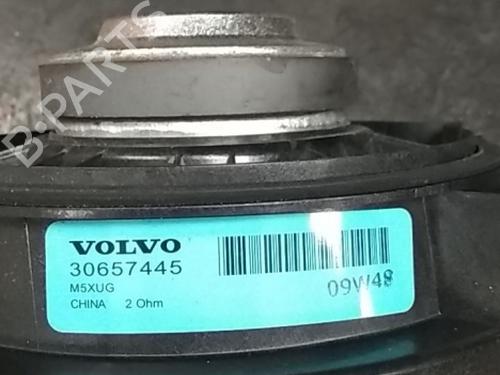 B-PARTS
VOLVO
30657445
M5XUG
CHINA 2 Ohm
09W48